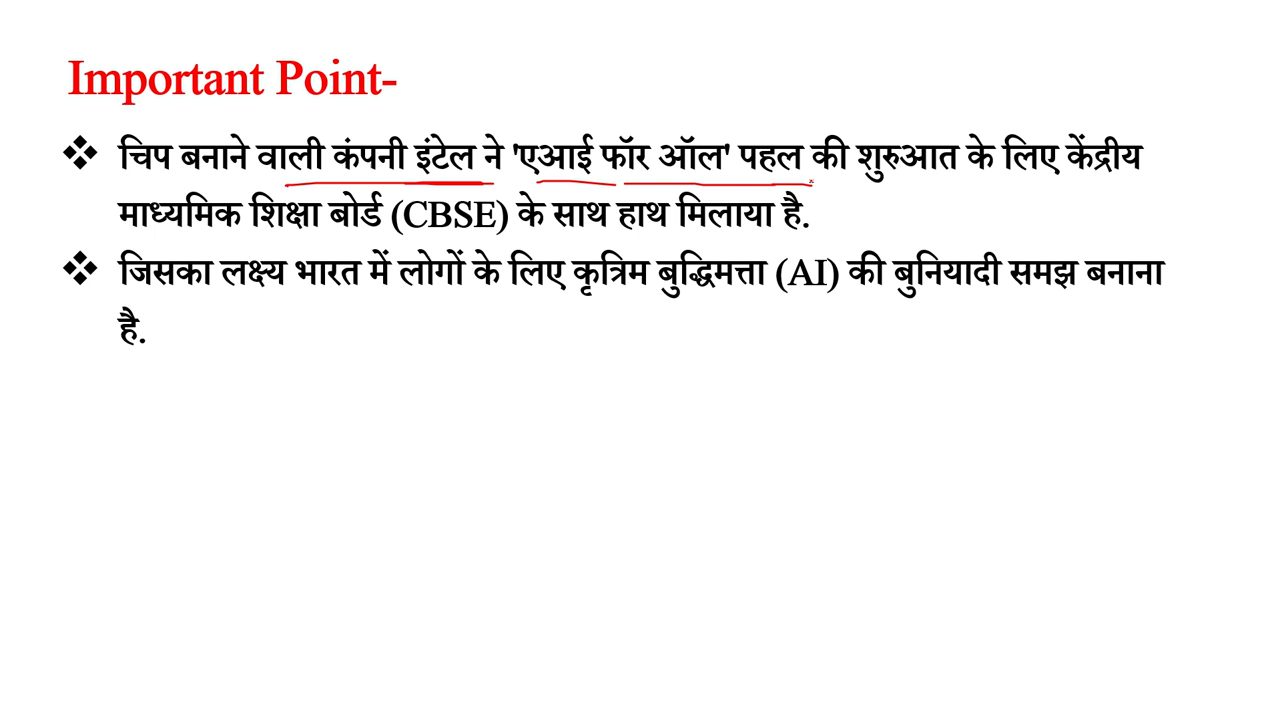 Important Point-
❖ चिप बनाने वाली कंपनी इंटेल ने 'एआई फॉर ऑल' पहल की शुरुआत के लिए केंद्रीय
माध्यमिक शिक्षा बोर्ड (CBSE) के साथ हाथ मिलाया है.
❖ जिसका लक्ष्य भारत में लोगों के लिए कृत्रिम बुद्धिमत्ता (AI) की बुनियादी समझ बनाना
है.